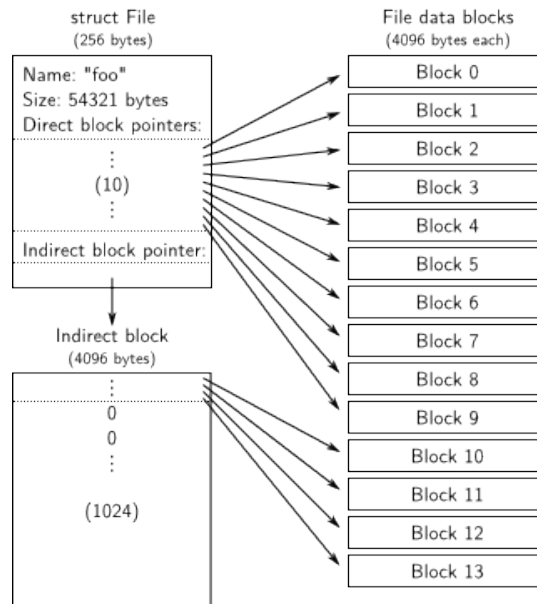 struct File
(256 bytes)
Name: "foo"
Size: 54321 bytes
Direct block pointers:
⋮
(10)
⋮
Indirect block pointer:
Indirect block
(4096 bytes)
⋮
0
0
⋮
(1024)
File data blocks
(4096 bytes each)
Block 0
Block 1
Block 2
Block 3
Block 4
Block 5
Block 6
Block 7
Block 8
Block 9
Block 10
Block 11
Block 12
Block 13